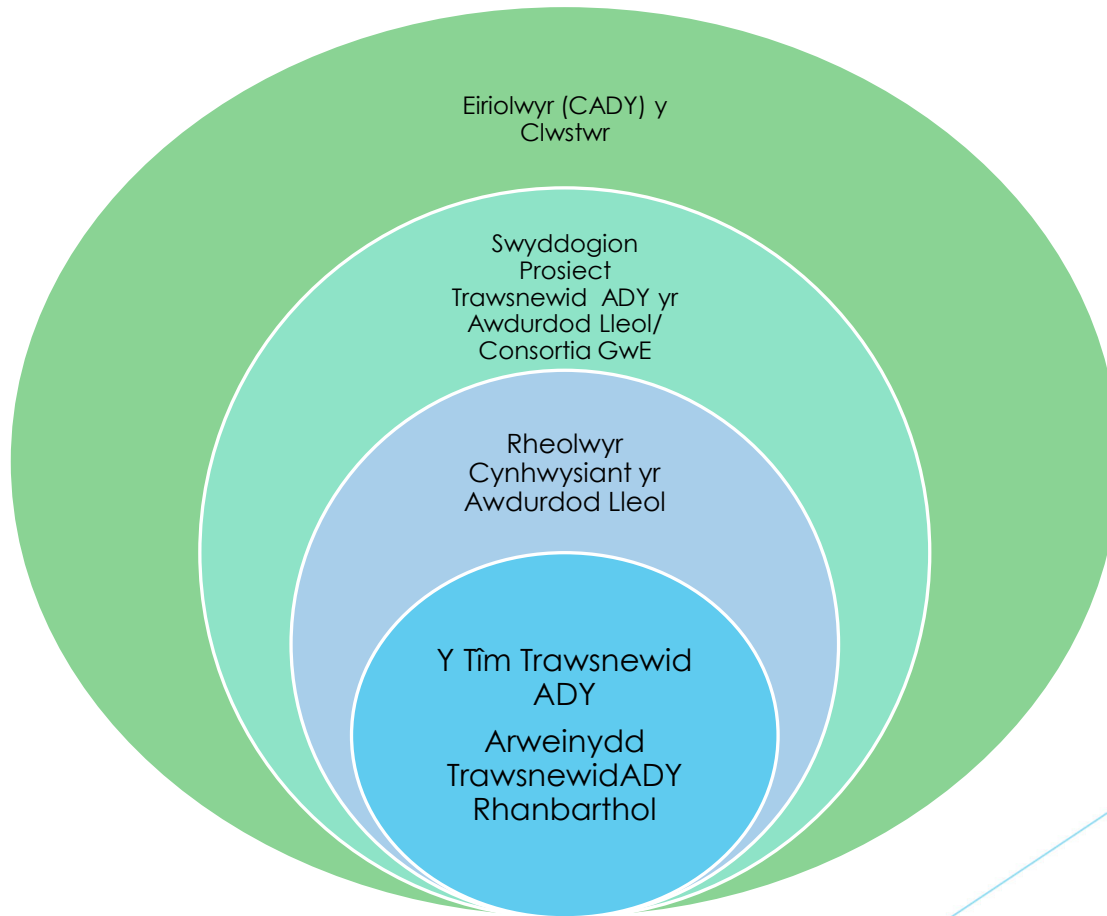 Eiriolwyr (CADY) y
Clwstwr
Swyddogion
Prosiect
Trawsnewid ADY yr
Awdurdod Lleol/
Consortia GwE
Rheolwyr
Cynhwysiant yr
Awdurdod Lleol
Y Tîm Trawsnewid
ADY
Arweinydd
TrawsnewidADY
Rhanbarthol